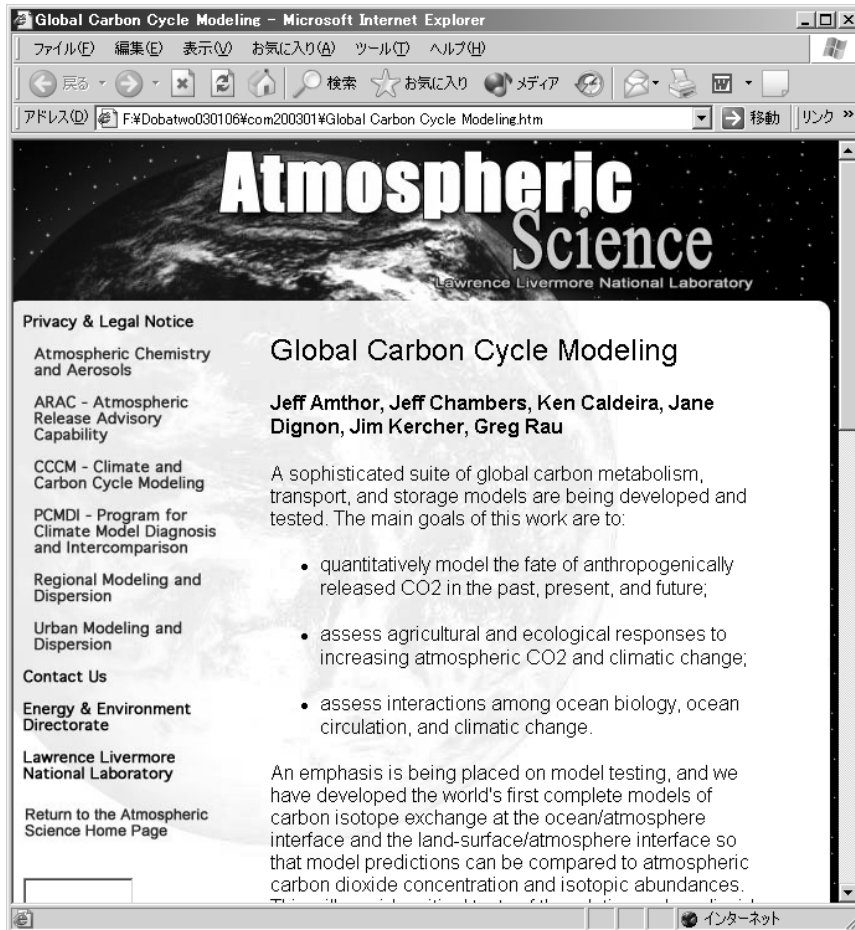 Global Carbon Cycle Modeling - Microsoft Internet Explorer
ファイル(F) 編集(E) 表示(V) お気に入り(A) ツール(T) ヘルプ(H)
戻る 検索 お気に入り メディア
アドレス(D) F:¥Dobatwo030106¥com200301¥Global Carbon Cycle Modeling.htm 移動 リンク »
Atmospheric
Science
Lawrence Livermore National Laboratory
Privacy & Legal Notice
Atmospheric Chemistry
and Aerosols
ARAC - Atmospheric
Release Advisory
Capability
CCCM - Climate and
Carbon Cycle Modeling
PCMDI - Program for
Climate Model Diagnosis
and Intercomparison
Regional Modeling and
Dispersion
Urban Modeling and
Dispersion
Contact Us
Energy & Environment
Directorate
Lawrence Livermore
National Laboratory
Return to the Atmospheric
Science Home Page
Global Carbon Cycle Modeling
Jeff Amthor, Jeff Chambers, Ken Caldeira, Jane
Dignon, Jim Kercher, Greg Rau
A sophisticated suite of global carbon metabolism,
transport, and storage models are being developed and
tested. The main goals of this work are to:
• quantitatively model the fate of anthropogenically
released CO2 in the past, present, and future;
• assess agricultural and ecological responses to
increasing atmospheric CO2 and climatic change;
• assess interactions among ocean biology, ocean
circulation, and climatic change.
An emphasis is being placed on model testing, and we
have developed the world's first complete models of
carbon isotope exchange at the ocean/atmosphere
interface and the land-surface/atmosphere interface so
that model predictions can be compared to atmospheric
carbon dioxide concentration and isotopic abundances.
インターネット